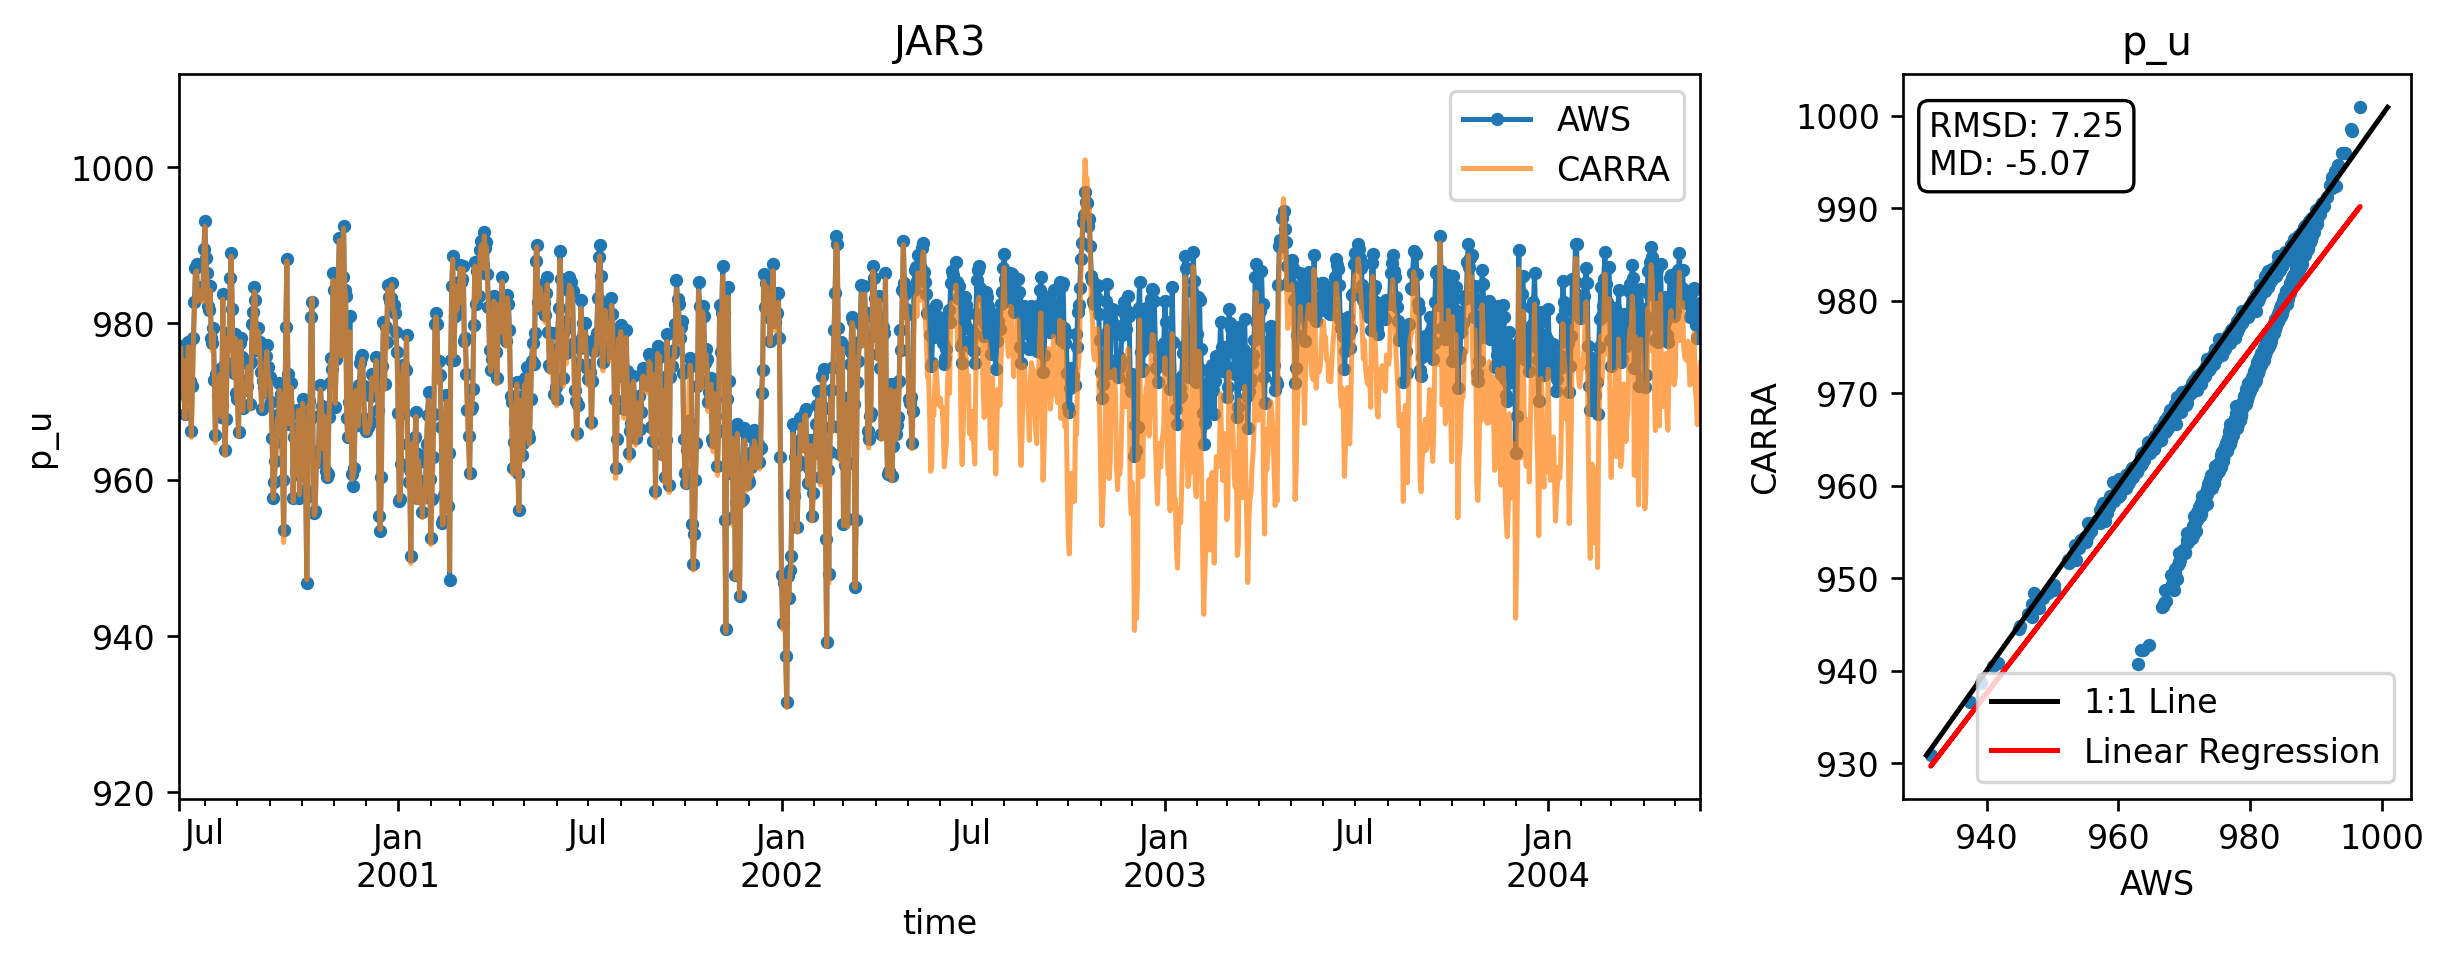 JAR3
p_u
1000
980
960
940
920
AWS
CARRA
Jul
Jan
2001
Jul
Jan
2002
Jul
Jan
2003
Jul
Jan
2004
time
p_u
CARRA
1000
990
980
970
960
950
940
930
RMSD: 7.25
MD: -5.07
1:1 Line
Linear Regression
940
960
980
1000
AWS